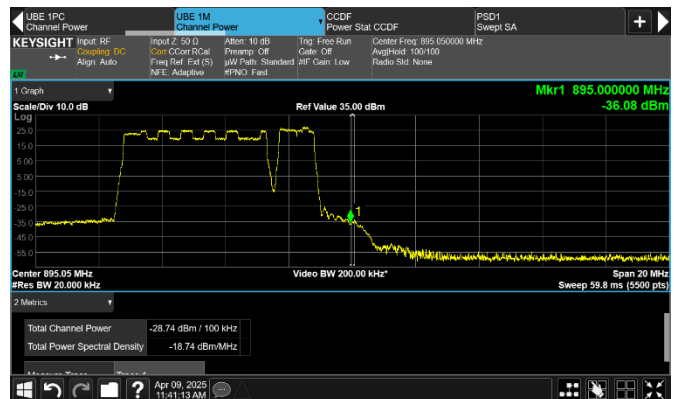 UBE 1PC
Channel Power
UBE 1M
Channel Power
CCDF
Power Stat CCDF
PSD1
Swept SA
KEYSIGHT
Input: RF
Coupling: DC
Align: Auto
Input Z: 50 Ω
Corr CCorr RCal
Freq Ref: Ext (S)
NFE: Adaptive
Atten: 10 dB
Preamp: Off
µW Path: Standard
#PNO: Fast
Trig: Free Run
Gate: Off
#IF Gain: Low
Center Freq: 895.050000 MHz
Avg|Hold: 100/100
Radio Std: None
LM
1 Graph
Scale/Div 10.0 dB
Ref Value 35.00 dBm
Mkr1 895.000000 MHz
-36.08 dBm
Log
25.0
15.0
5.00
-5.00
-15.0
-25.0
-35.0
-45.0
-55.0
1
Center 895.05 MHz
#Res BW 20.000 kHz
Video BW 200.00 kHz*
Span 20 MHz
Sweep 59.8 ms (5500 pts)
2 Metrics
Total Channel Power
-28.74 dBm / 100 kHz
Total Power Spectral Density
-18.74 dBm/MHz
?
Apr 09, 2025
11:41:13 AM